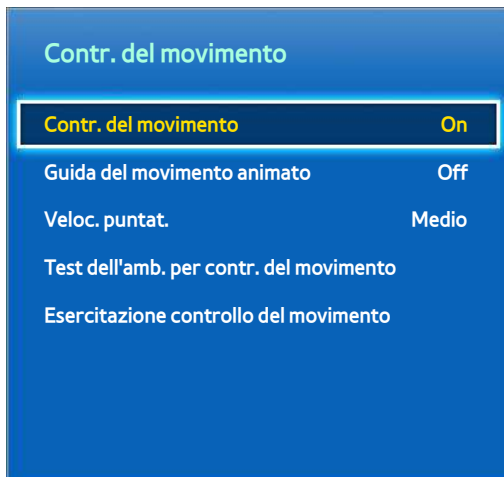 Contr. del movimento
Contr. del movimento On
Guida del movimento animato Off
Veloc. puntat. Medio
Test dell'amb. per contr. del movimento
Esercitazione controllo del movimento